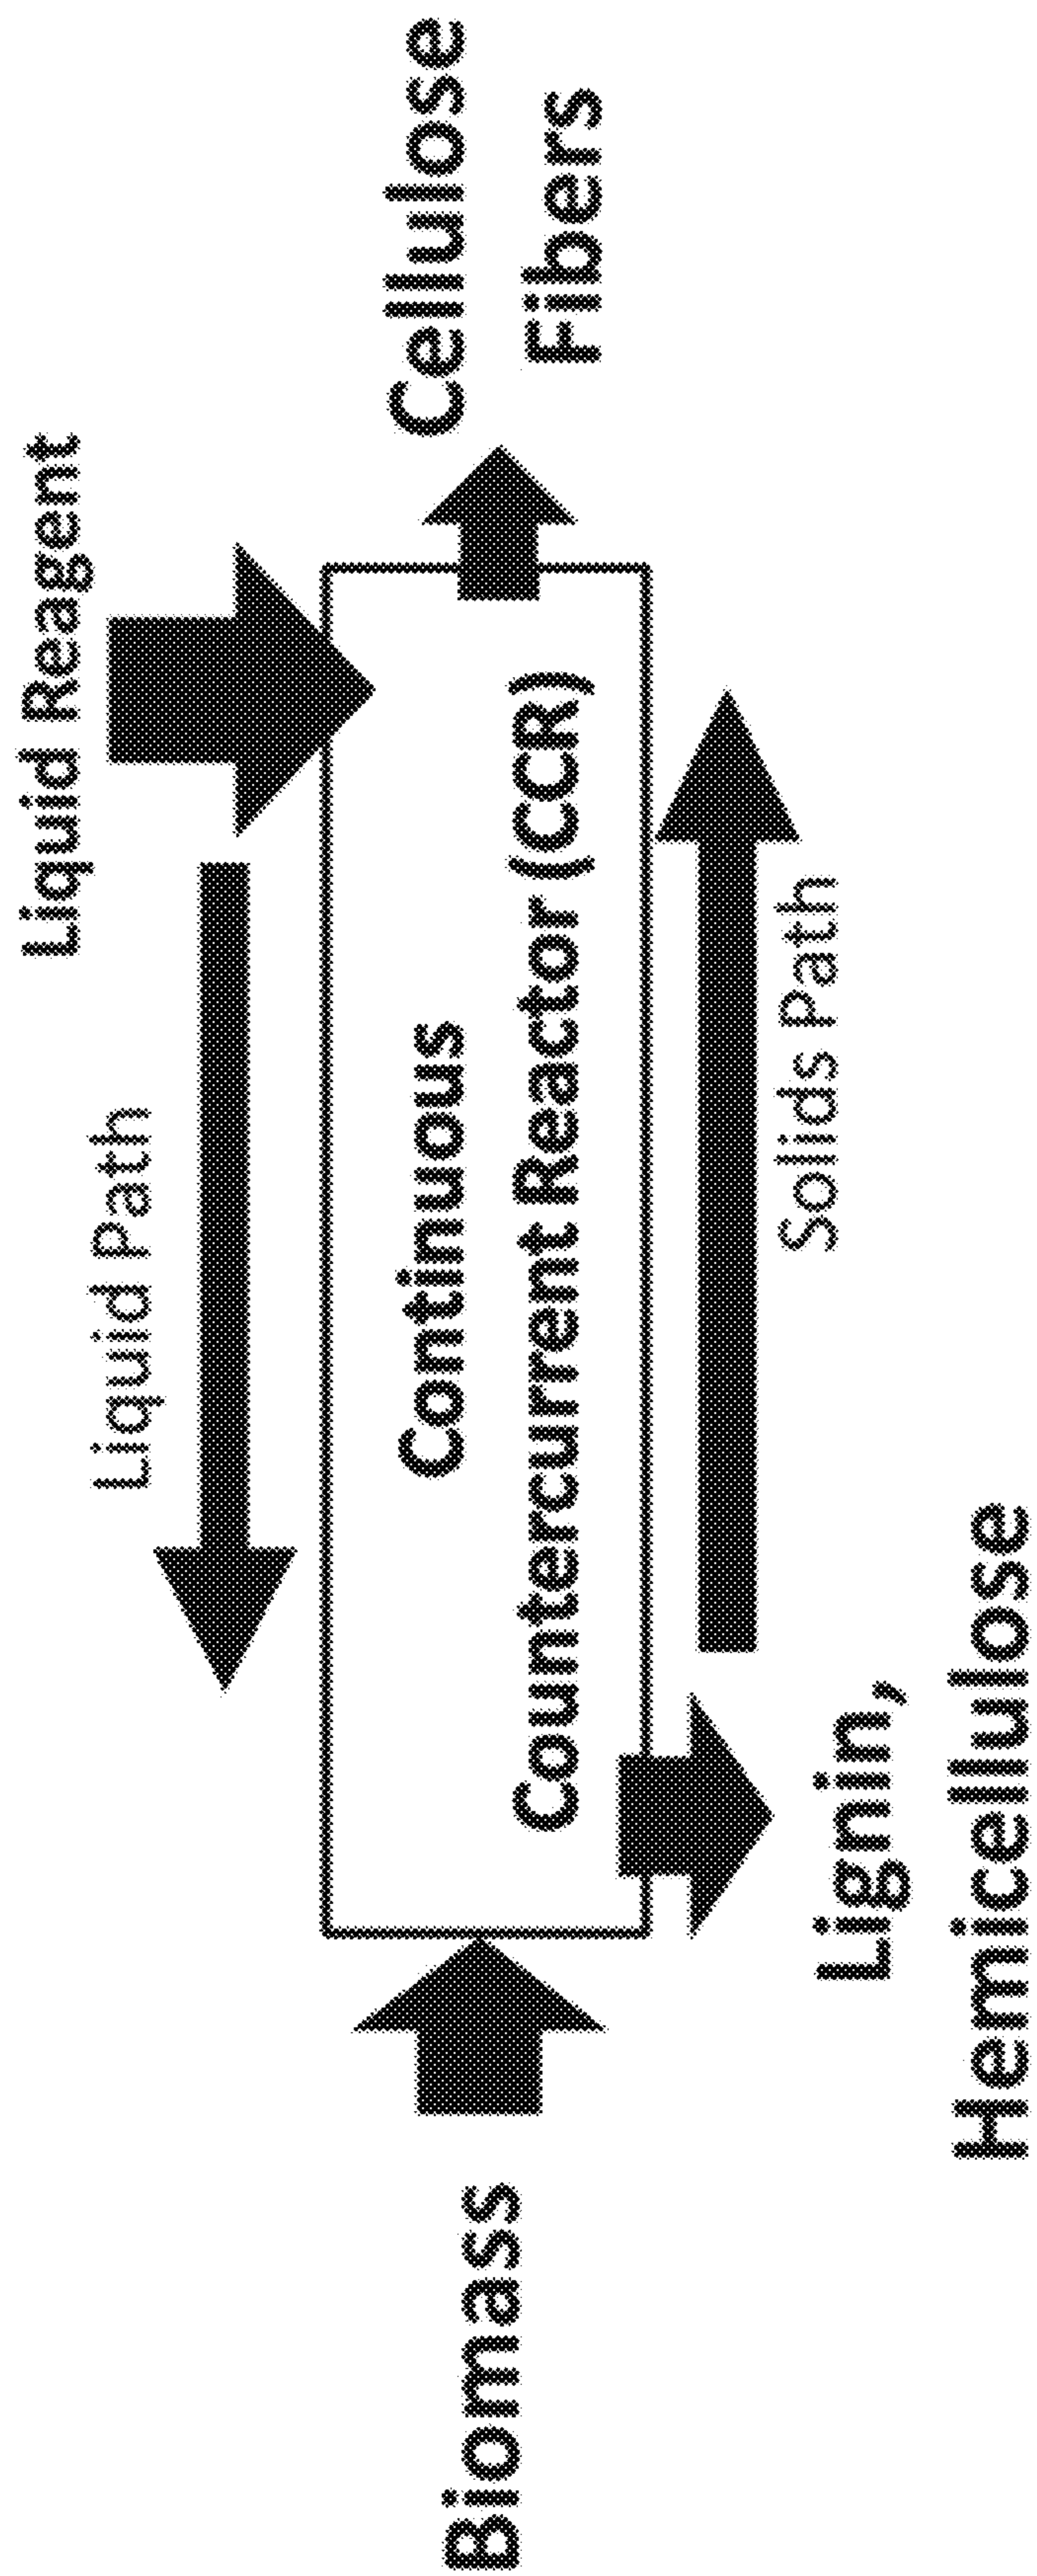 Liquid Reagent
Liquid Path
Continuous
Countercurrent Reactor (CCR)
Cellulose
Fibers
Biomass
Solids Path
Lignin,
Hemicellulose